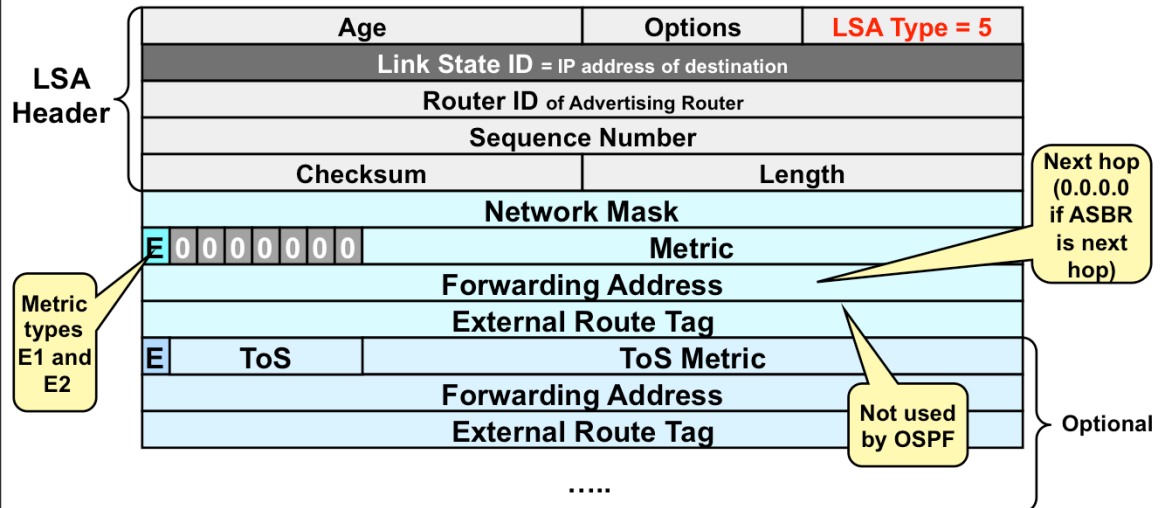 Age Options LSA Type = 5
Link State ID = IP address of destination
LSA
Header
Router ID of Advertising Router
Sequence Number
Checksum Length
Next hop
(0.0.0.0
if ASBR
is next
hop)
Network Mask
E 0 0 0 0 0 0 0 Metric
Forwarding Address
External Route Tag
Metric
types
E1 and
E2
E ToS ToS Metric
Forwarding Address
External Route Tag
Not used
by OSPF
Optional
.....